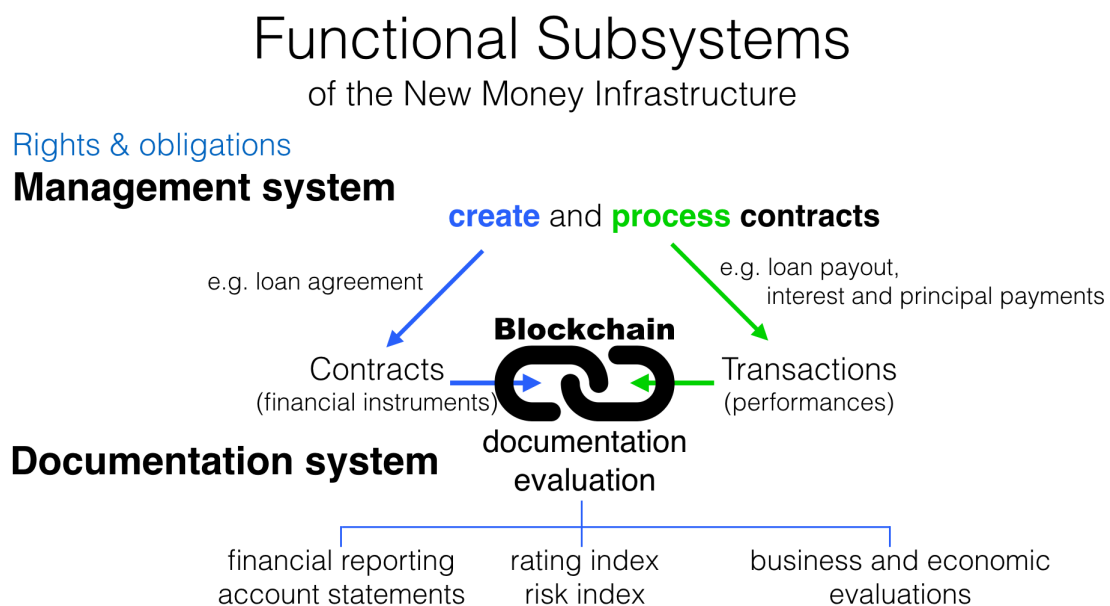 Functional Subsystems
of the New Money Infrastructure
Rights & obligations
Management system
create and process contracts
e.g. loan agreement
e.g. loan payout,
interest and principal payments
Blockchain
Contracts
(financial instruments)
Transactions
(performances)
documentation
evaluation
Documentation system
financial reporting
account statements
rating index
risk index
business and economic
evaluations